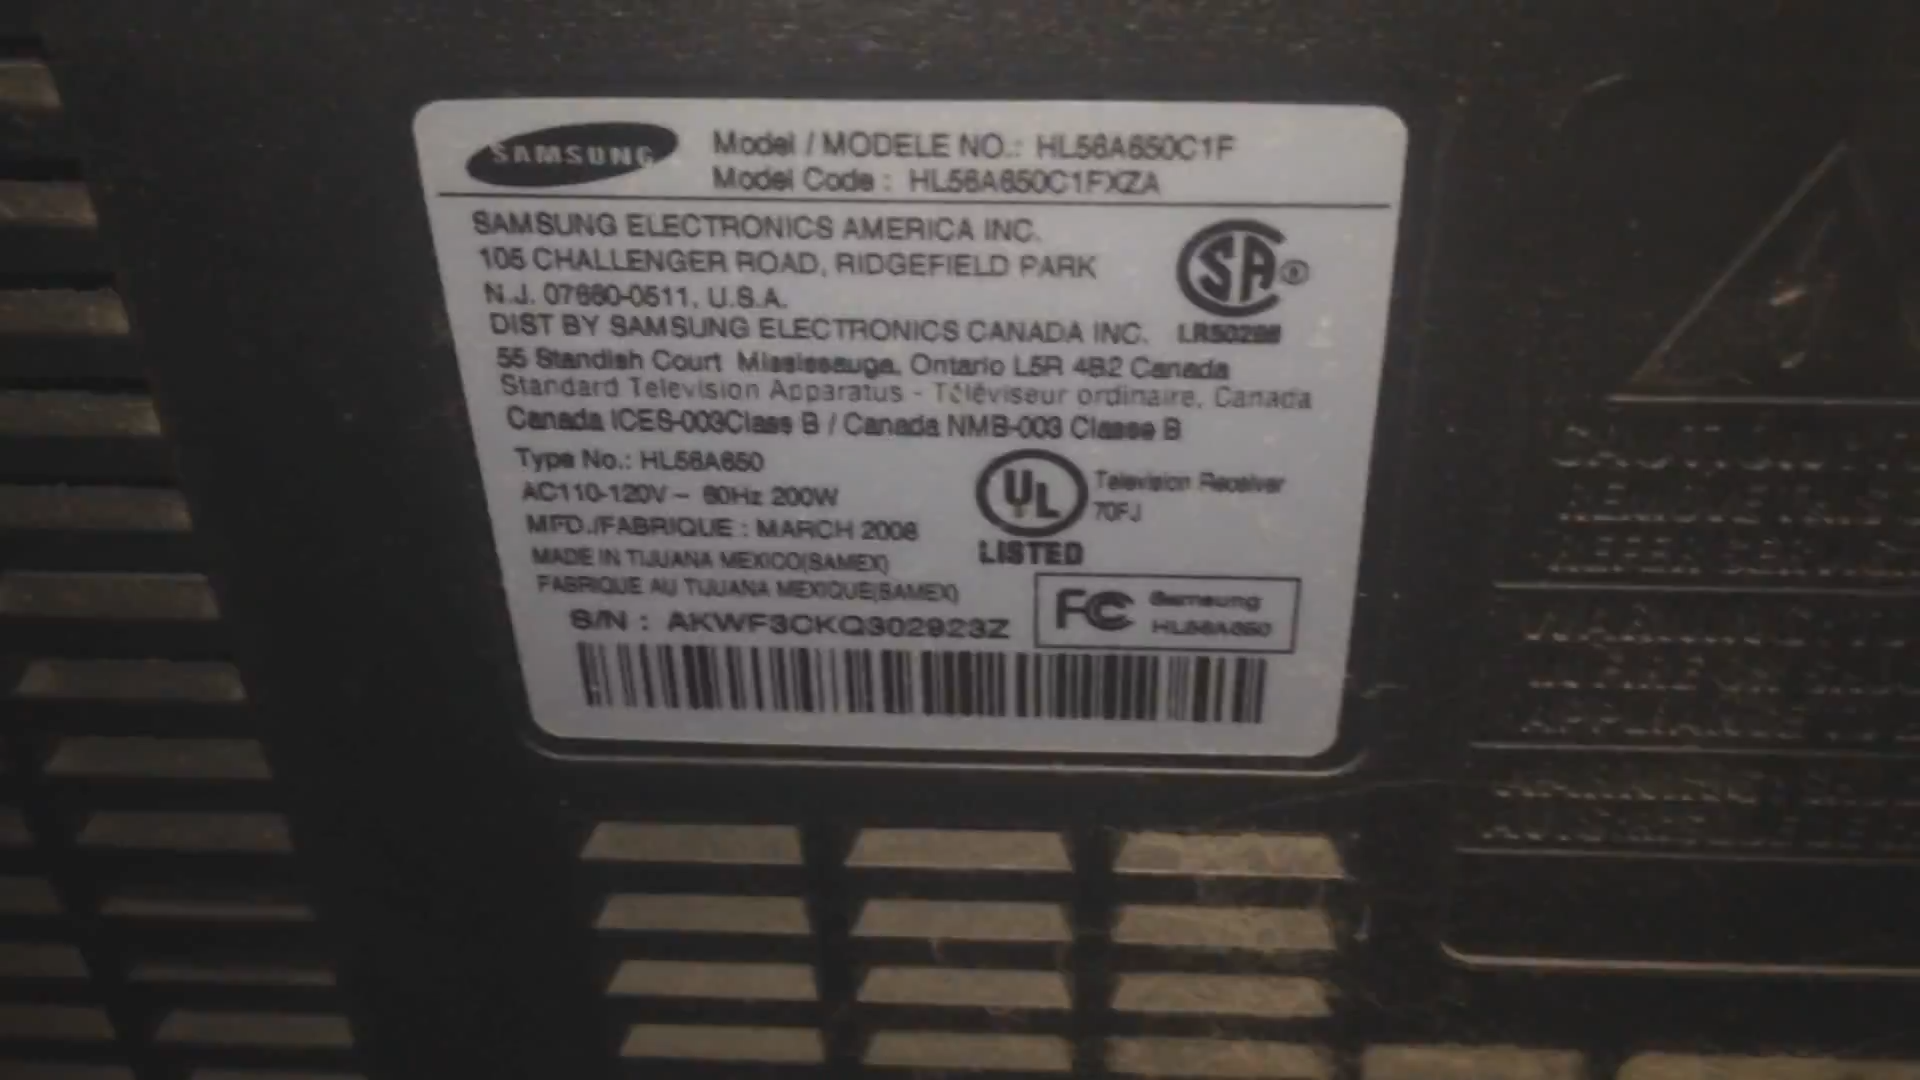 SAMSUNG
Model / MODELE NO.: HL56A650C1F
Model Code : HL56A650C1FXZA
SAMSUNG ELECTRONICS AMERICA INC.
105 CHALLENGER ROAD, RIDGEFIELD PARK
N.J. 07660-0511. U.S.A.
DIST BY SAMSUNG ELECTRONICS CANADA INC.
55 Standish Court Mississauga, Ontario L5R 4B2 Canada
Standard Television Apparatus - Téléviseur ordinaire, Canada
Canada ICES-003Class B / Canada NMB-003 Classe B
SA ®
Type No.: HL56A650
AC110-120V~ 60Hz 200W
MFD./FABRIQUE : MARCH 2008
MADE IN TIJUANA MEXICO(SAMEX)
FABRIQUE AU TIJUANA MEXIQUE(SAMEX)
UL
LISTED
Television Receiver
70FJ
S/N : AKWF3CKQ302923Z
FC Samsung
HL56A650
WARNING
APPLIANCE